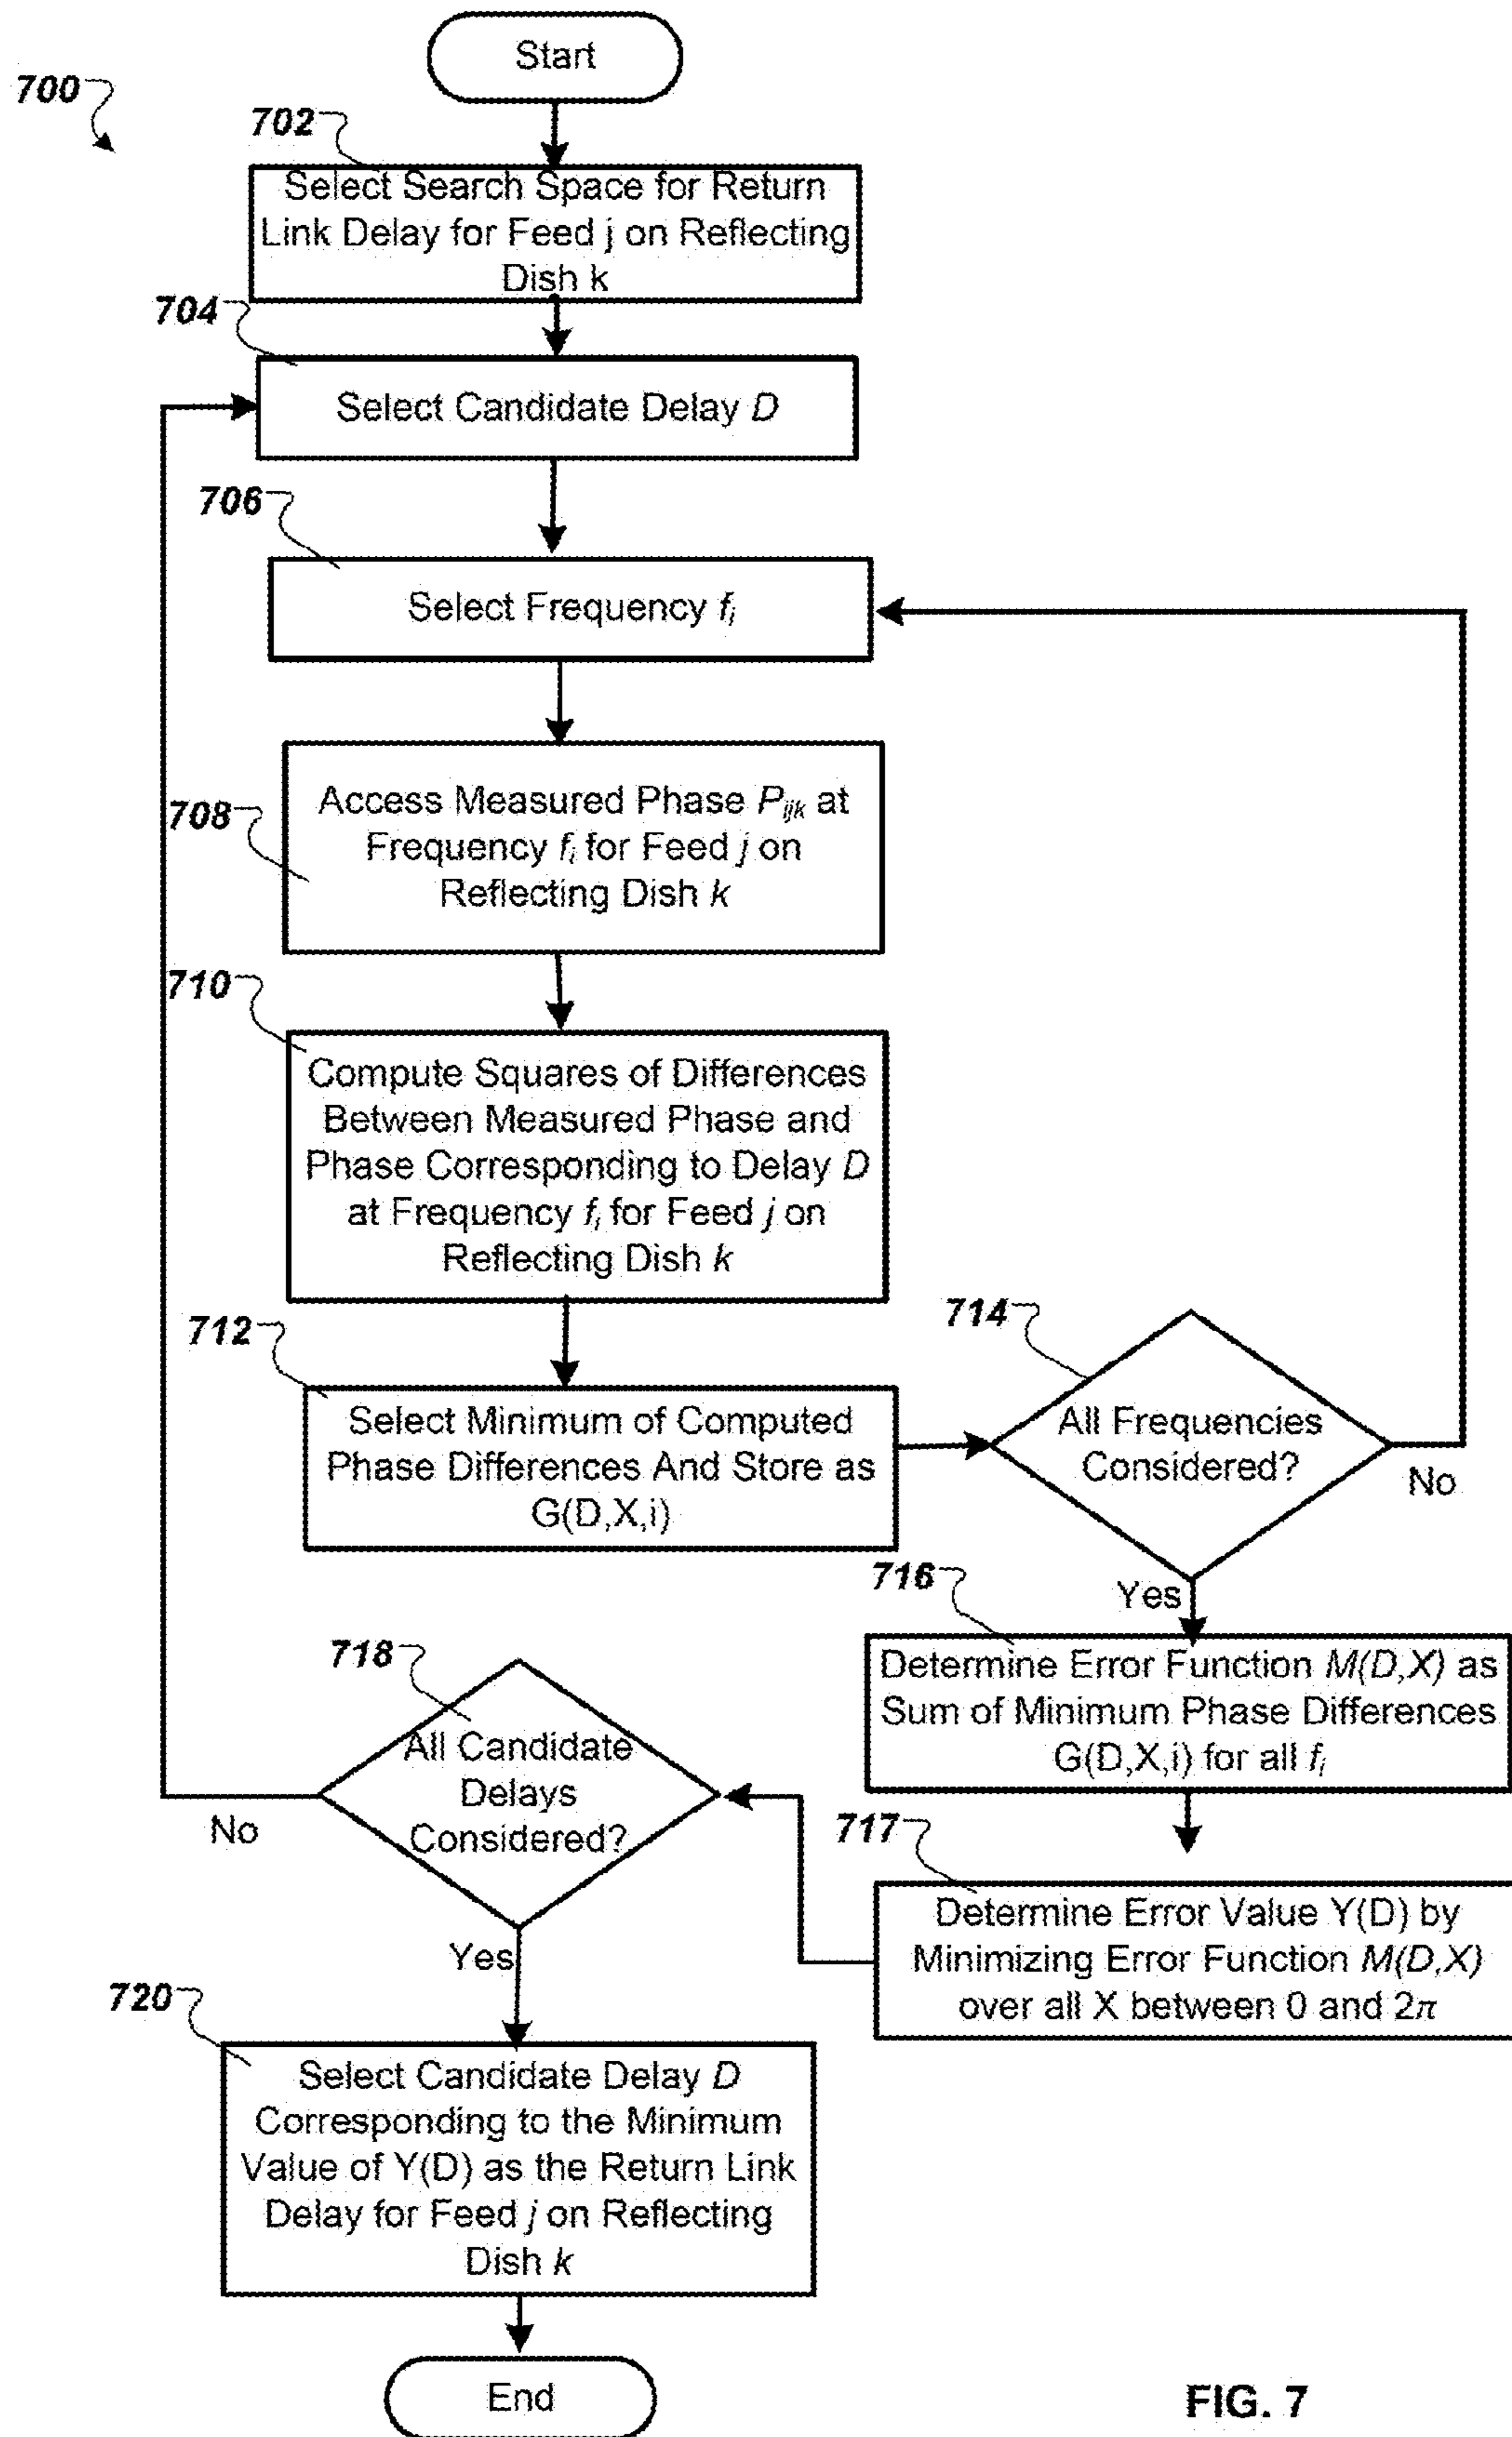 Start
700
702
Select Search Space for Return
Link Delay for Feed j on Reflecting
Dish k
704
Select Candidate Delay D
706
Select Frequency fi
708
Access Measured Phase Pijk at
Frequency fi for Feed j on
Reflecting Dish k
710
Compute Squares of Differences
Between Measured Phase and
Phase Corresponding to Delay D
at Frequency fi for Feed j on
Reflecting Dish k
712
Select Minimum of Computed
Phase Differences And Store as
G(D,X,i)
714
All Frequencies
Considered?
No
Yes
716
Determine Error Function M(D,X) as
Sum of Minimum Phase Differences
G(D,X,i) for all fi
717
Determine Error Value Y(D) by
Minimizing Error Function M(D,X)
over all X between 0 and 2π
718
All Candidate
Delays
Considered?
No
Yes
720
Select Candidate Delay D
Corresponding to the Minimum
Value of Y(D) as the Return Link
Delay for Feed j on Reflecting
Dish k
End
FIG. 7